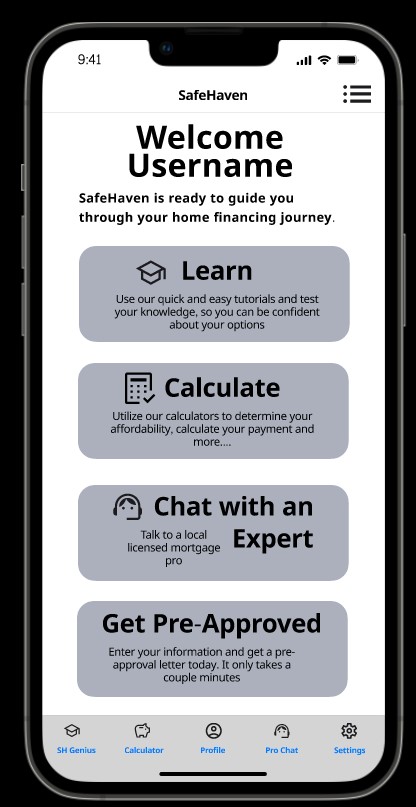 9:41
SafeHaven
Welcome
Username
SafeHaven is ready to guide you
through your home financing journey.
Learn
Use our quick and easy tutorials and test
your knowledge, so you can be confident
about your options
Calculate
Utilize our calculators to determine your
affordability, calculate your payment and
more....
Chat with an
Expert
Talk to a local
licensed mortgage
pro
Get Pre-Approved
Enter your information and get a pre-
approval letter today. It only takes a
couple minutes
SH Genius Calculator Profile Pro Chat Settings